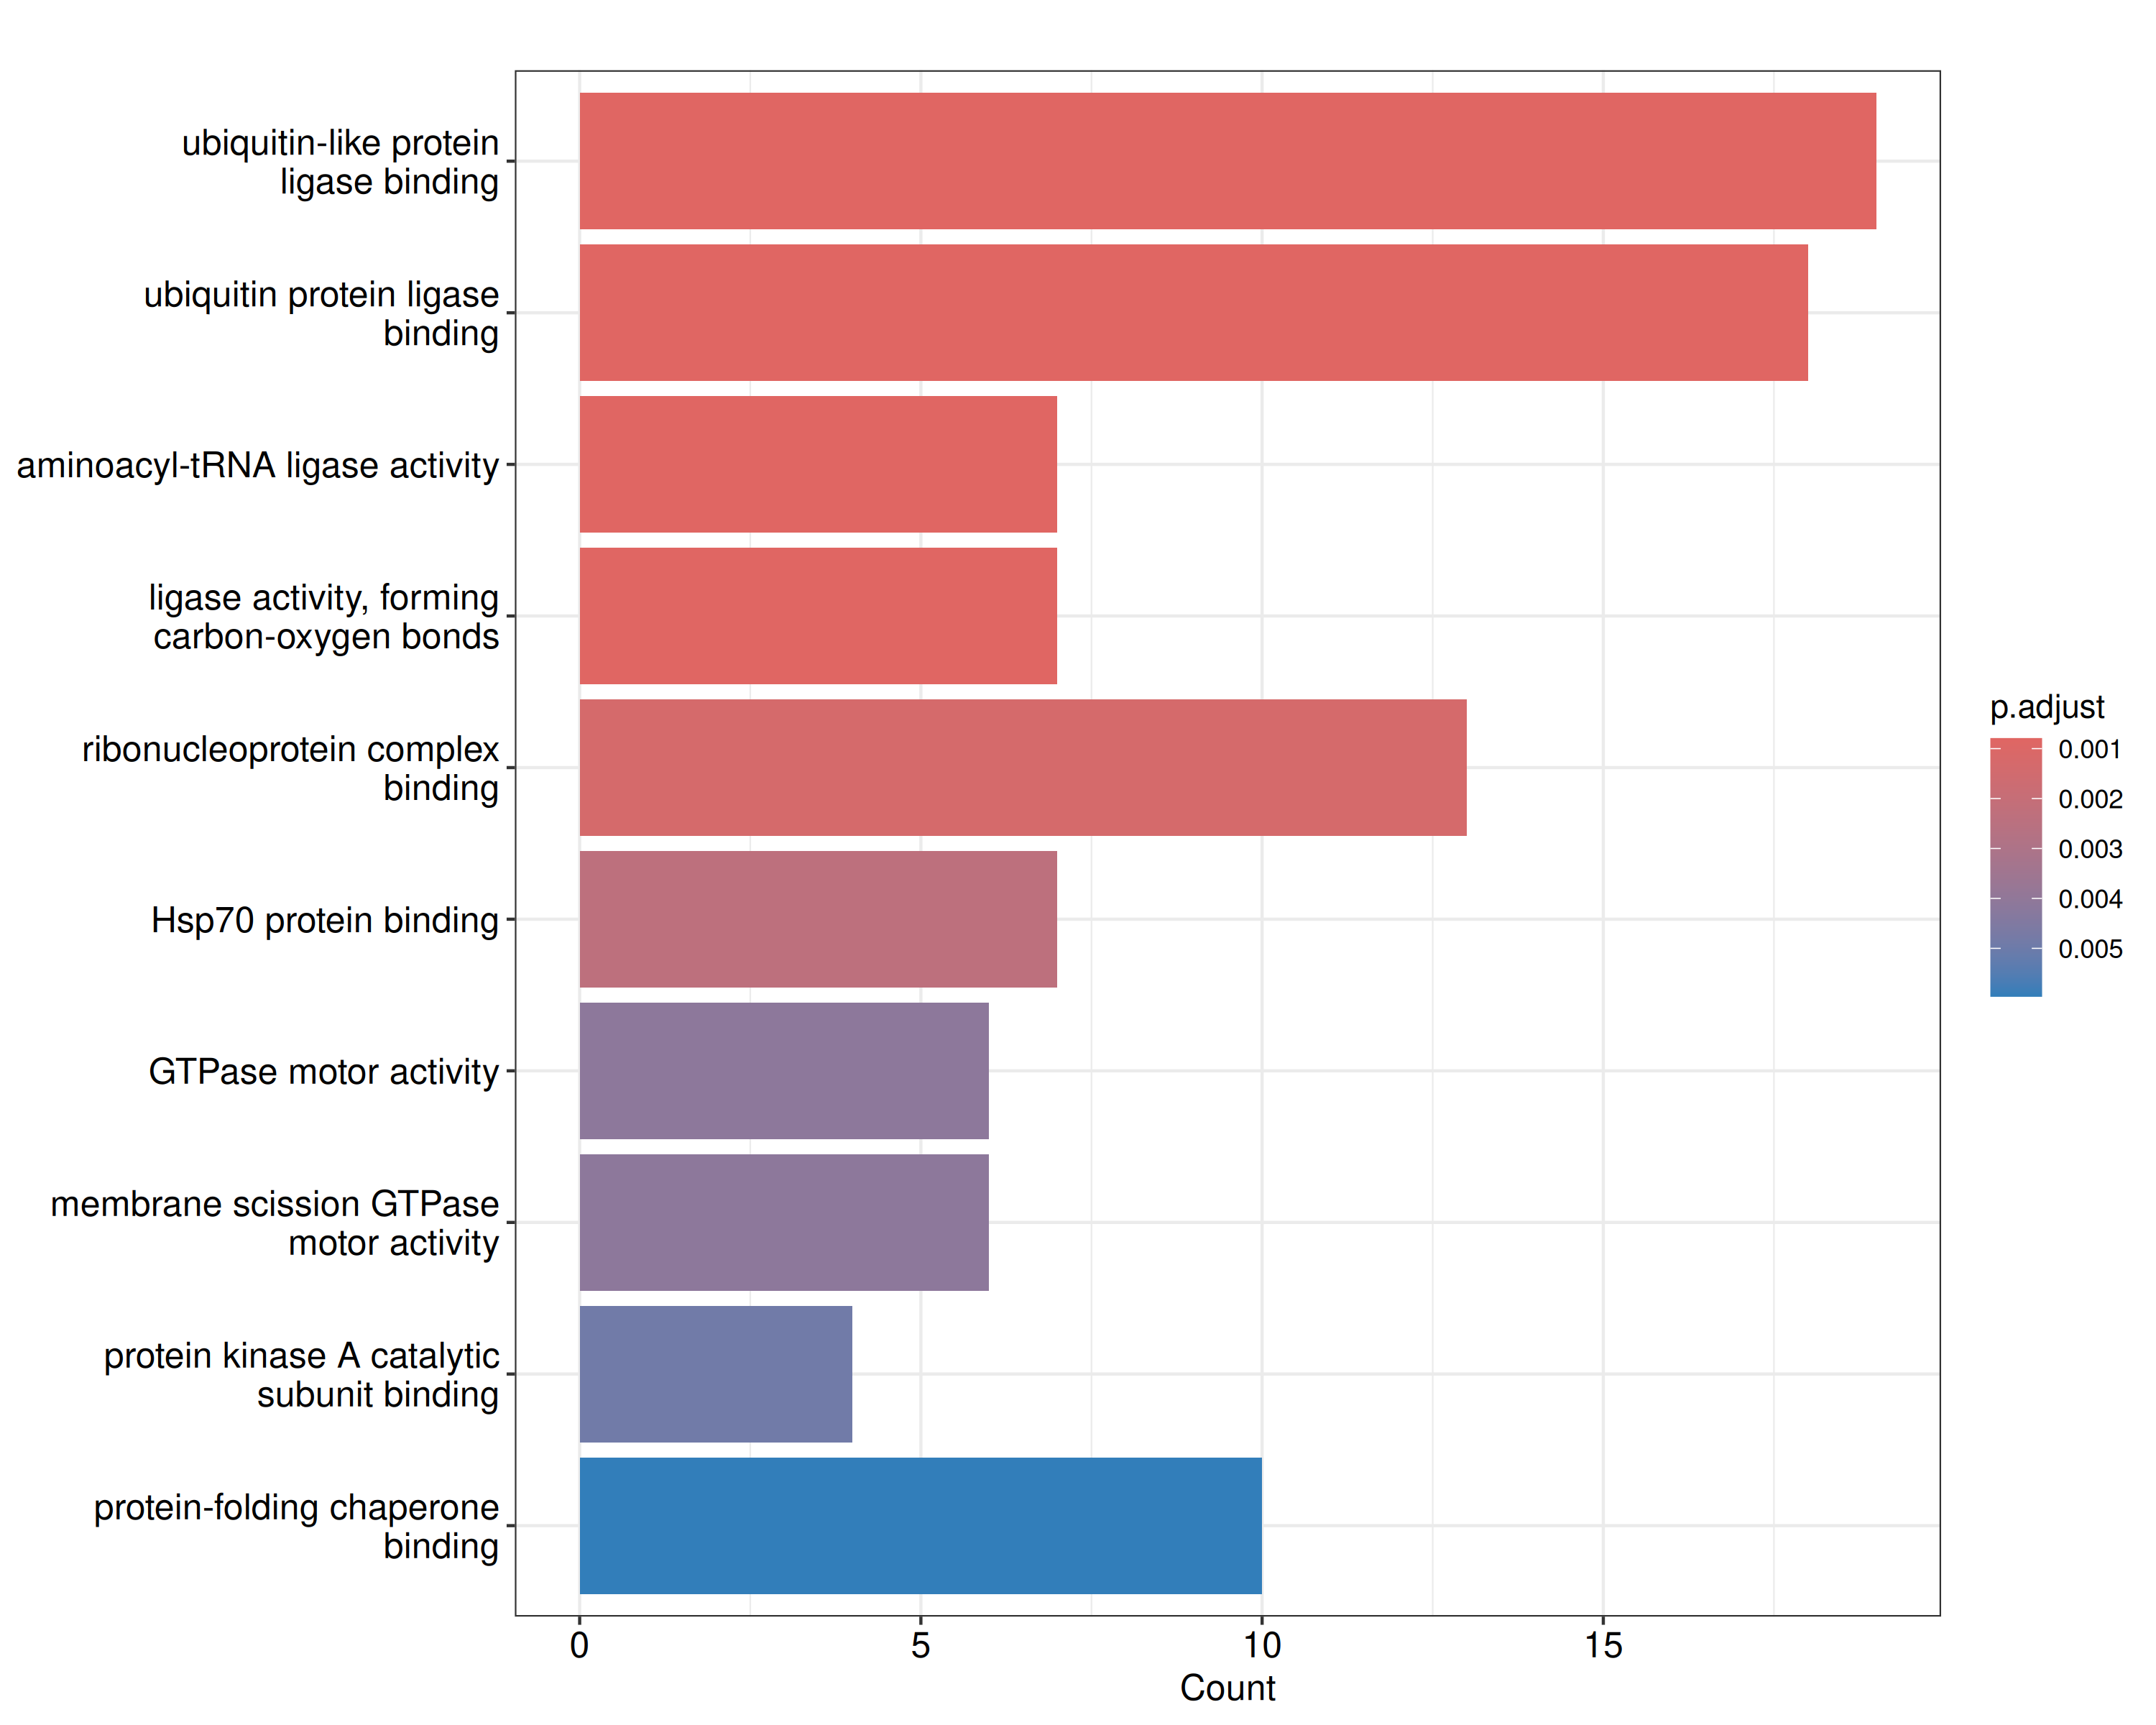 ubiquitin-like protein
ligase binding
ubiquitin protein ligase
binding
aminoacyl-tRNA ligase activity
ligase activity, forming
carbon-oxygen bonds
ribonucleoprotein complex
binding
Hsp70 protein binding
GTPase motor activity
membrane scission GTPase
motor activity
protein kinase A catalytic
subunit binding
protein-folding chaperone
binding
0 5 10 15
Count
p.adjust
0.001
0.002
0.003
0.004
0.005